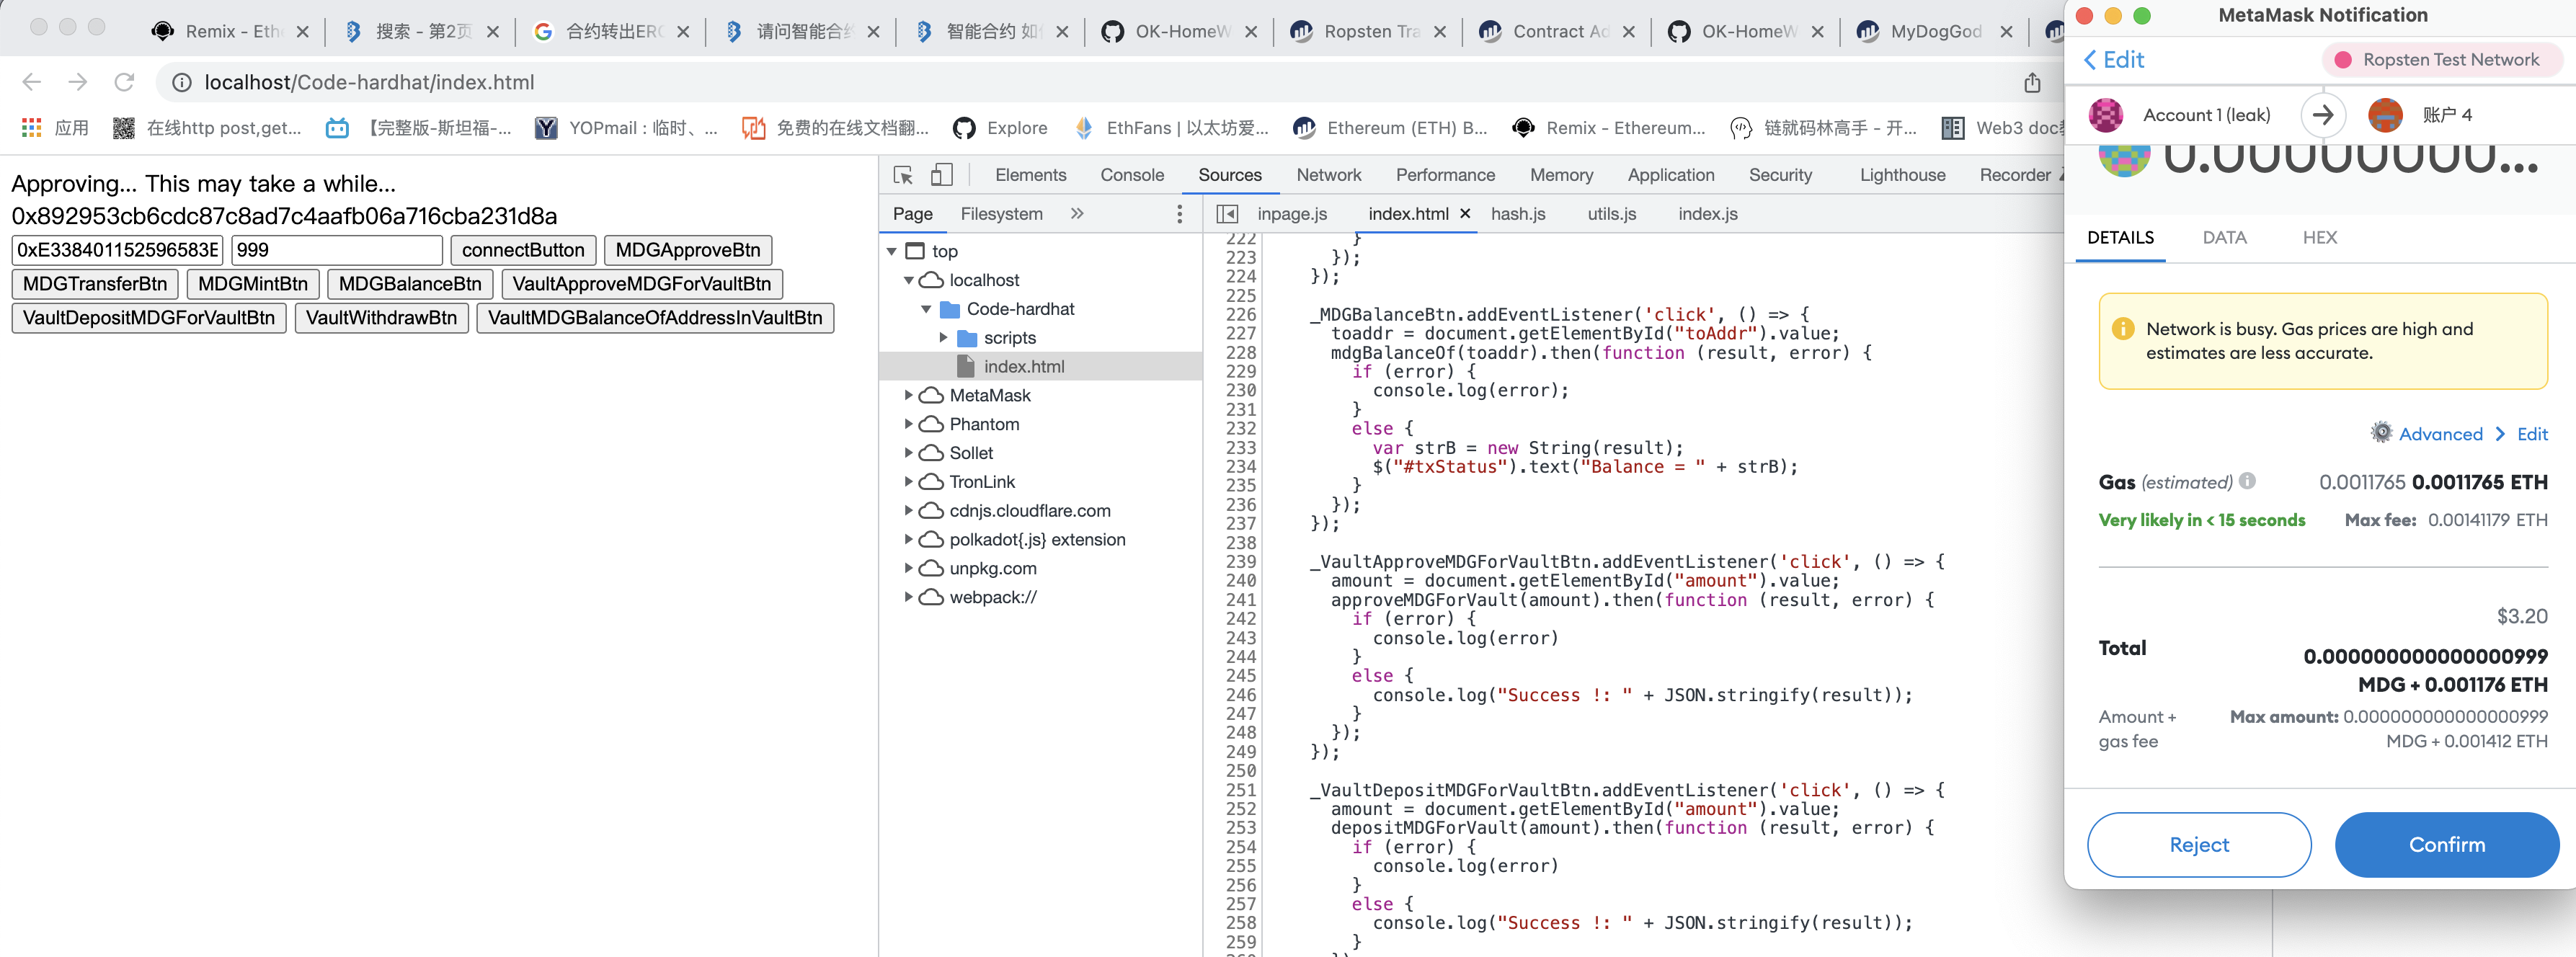 Remix - Eth
搜索 - 第2页
合约转出ERC
请问智能合约
智能合约 如何
OK-HomeW
Ropsten Tra
Contract Ad
OK-HomeW
MyDogGod
localhost/Code-hardhat/index.html
应用
在线http post,get...
【完整版-斯坦福-...
YOPmail : 临时、...
免费的在线文档翻...
Explore
EthFans | 以太坊爱...
Ethereum (ETH) B...
Remix - Ethereum...
链就码林高手 - 开...
Web3 doc
Approving... This may take a while...
0x892953cb6cdc87c8ad7c4aafb06a716cba231d8a
0xE338401152596583E 999 connectButton MDGApproveBtn
MDGTransferBtn MDGMintBtn MDGBalanceBtn VaultApproveMDGForVaultBtn
VaultDepositMDGForVaultBtn VaultWithdrawBtn VaultMDGBalanceOfAddressInVaultBtn
Elements Console Sources Network Performance Memory Application Security Lighthouse Recorder
Page Filesystem
inpage.js index.html hash.js utils.js index.js
top
localhost
Code-hardhat
scripts
index.html
MetaMask
Phantom
Sollet
TronLink
cdnjs.cloudflare.com
polkadot{.js} extension
unpkg.com
webpack://
222 }
223 });
224 });
225
226 _MDGBalanceBtn.addEventListener('click', () => {
227 toaddr = document.getElementById("toAddr").value;
228 mdgBalanceOf(toaddr).then(function (result, error) {
229 if (error) {
230 console.log(error);
231 }
232 else {
233 var strB = new String(result);
234 $("#txStatus").text("Balance = " + strB);
235 }
236 });
237 });
238
239 _VaultApproveMDGForVaultBtn.addEventListener('click', () => {
240 amount = document.getElementById("amount").value;
241 approveMDGForVault(amount).then(function (result, error) {
242 if (error) {
243 console.log(error)
244 }
245 else {
246 console.log("Success !: " + JSON.stringify(result));
247 }
248 });
249 });
250
251 _VaultDepositMDGForVaultBtn.addEventListener('click', () => {
252 amount = document.getElementById("amount").value;
253 depositMDGForVault(amount).then(function (result, error) {
254 if (error) {
255 console.log(error)
256 }
257 else {
258 console.log("Success !: " + JSON.stringify(result));
259 }
MetaMask Notification
Edit
Ropsten Test Network
Account 1 (leak)
账户 4
DETAILS DATA HEX
Network is busy. Gas prices are high and
estimates are less accurate.
Advanced Edit
Gas (estimated) 0.0011765 0.0011765 ETH
Very likely in < 15 seconds Max fee: 0.00141179 ETH
$3.20
Total
0.000000000000000999
MDG + 0.001176 ETH
Amount +
gas fee
Max amount: 0.000000000000000999
MDG + 0.001412 ETH
Reject
Confirm